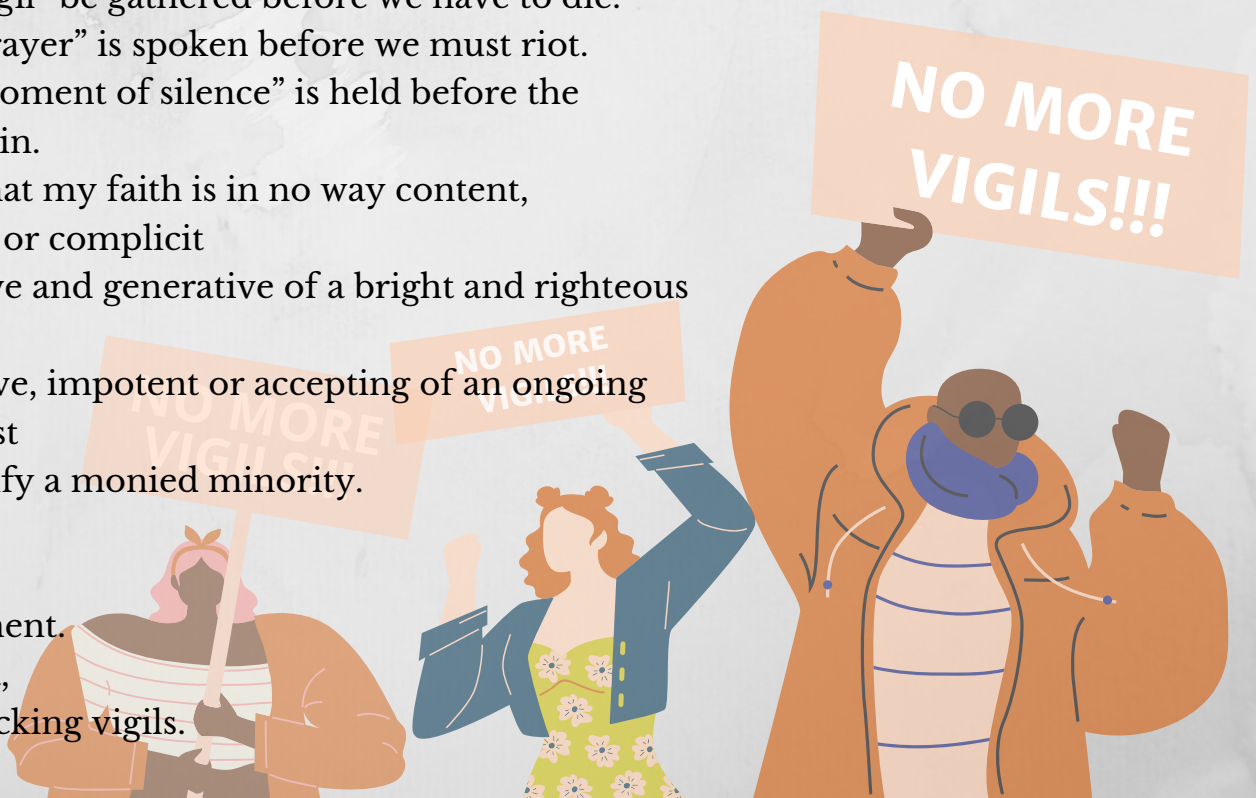 be gathered before we have to die.
rayer” is spoken before we must riot.
oment of silence” is held before the
in.
hat my faith is in no way content,
or complicit
ve and generative of a bright and righteous
ve, impotent or accepting of an ongoing
st
fy a monied minority.
nent.
,
cking vigils.
NO MORE
VIGILS!!!
NO MORE
VIGILS!!!
NO MORE
VIGILS!!!